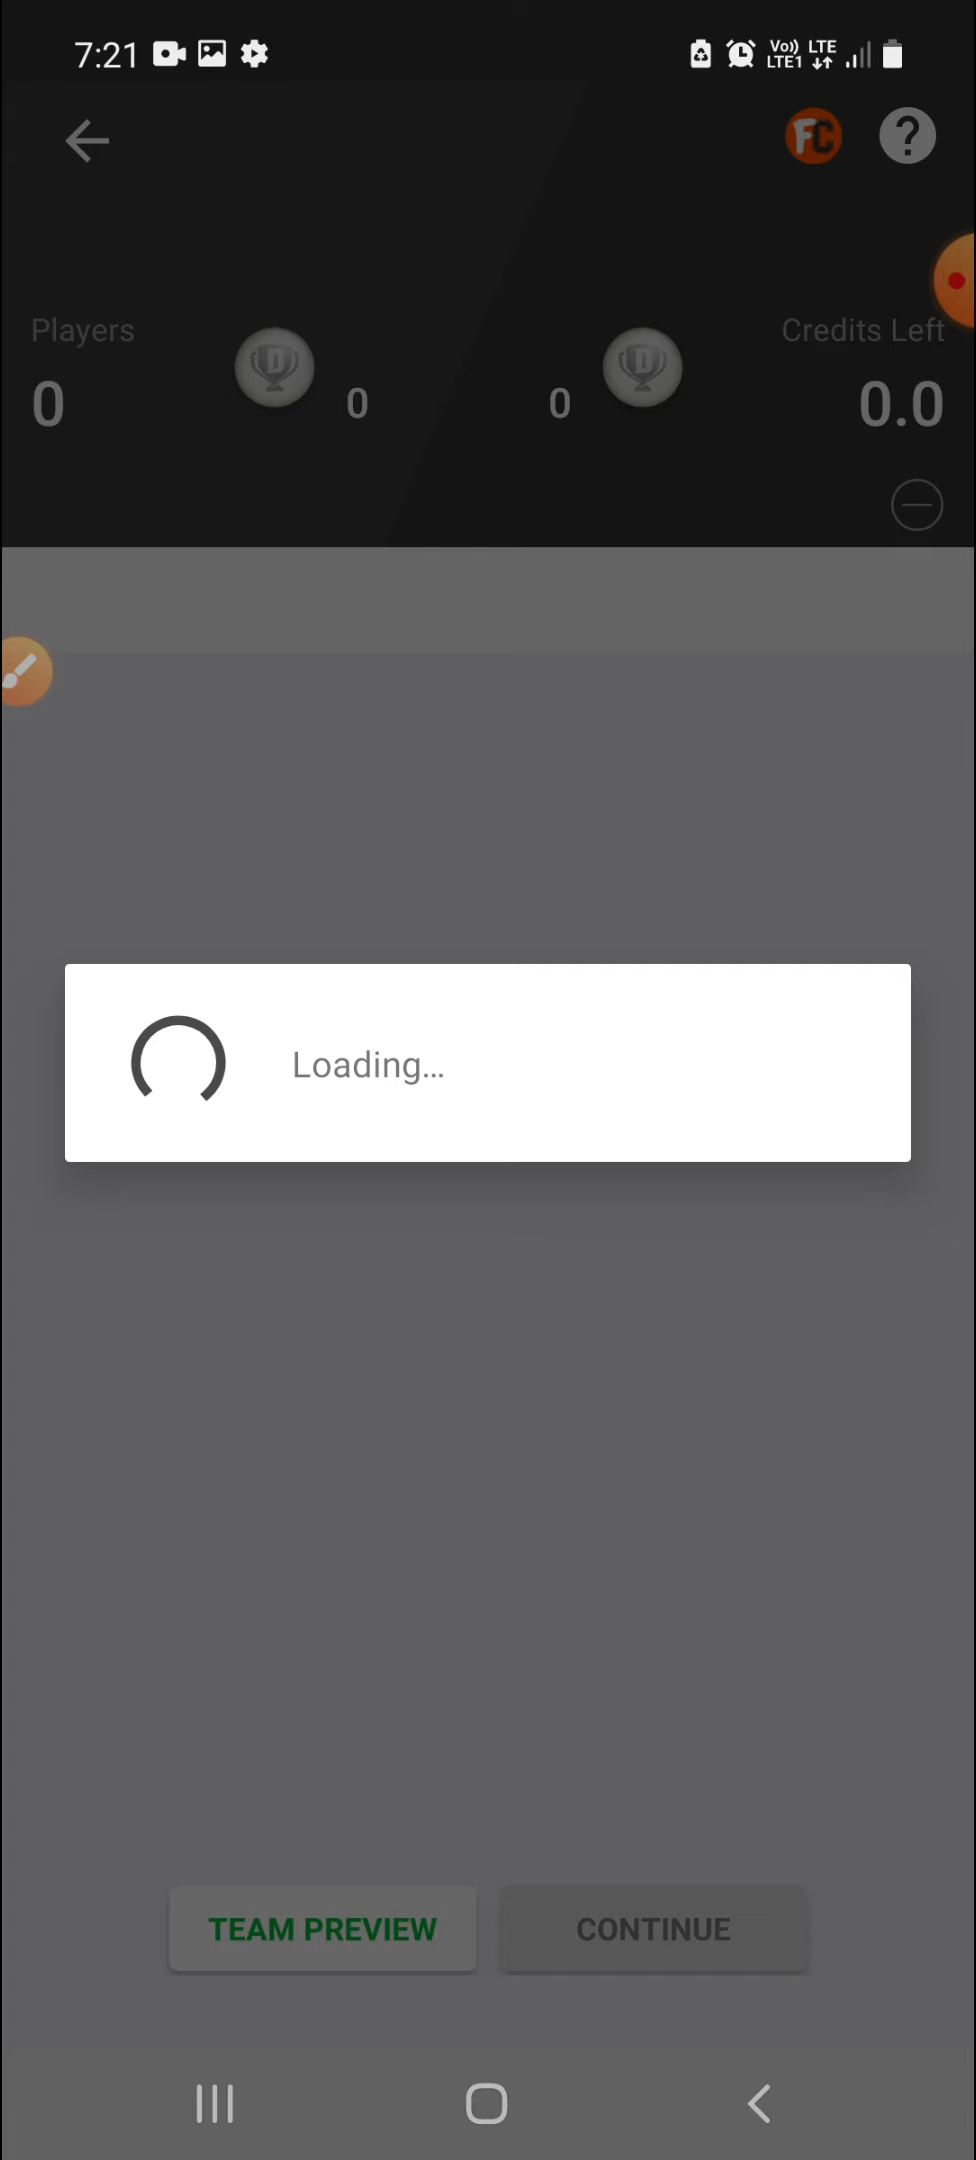 7:21 Vo)) LTE
LTE1
FC ?
Players D D Credits Left
0 0 0 0.0
Loading...
TEAM PREVIEW CONTINUE